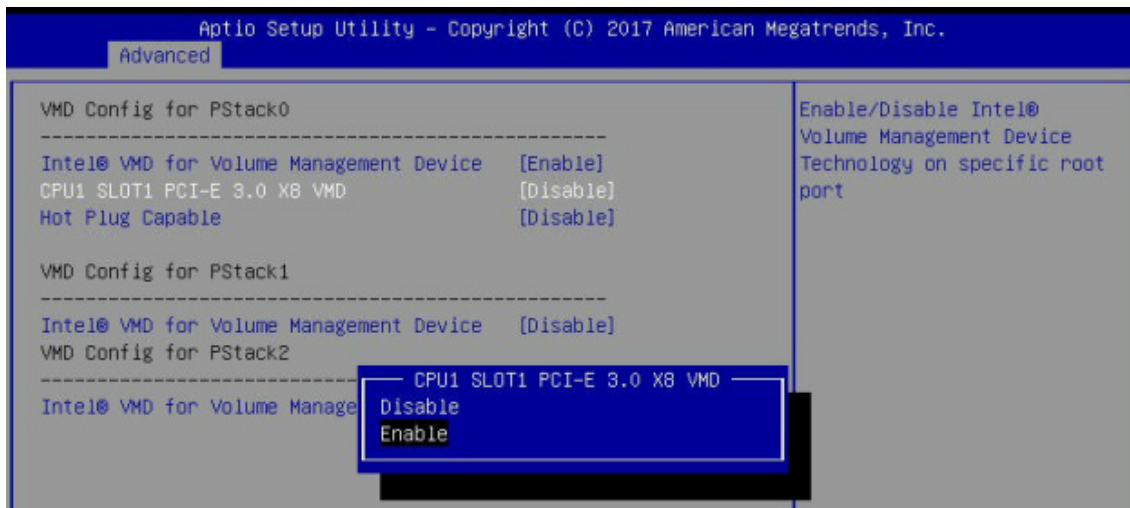 Aptio Setup Utility – Copyright (C) 2017 American Megatrends, Inc.
Advanced
VMD Config for PStack0
Intel® VMD for Volume Management Device [Enable]
CPU1 SLOT1 PCI-E 3.0 X8 VMD [Disable]
Hot Plug Capable [Disable]
VMD Config for PStack1
Intel® VMD for Volume Management Device [Disable]
VMD Config for PStack2
Intel® VMD for Volume Manage
CPU1 SLOT1 PCI-E 3.0 X8 VMD
Disable
Enable
Enable/Disable Intel®
Volume Management Device
Technology on specific root
port